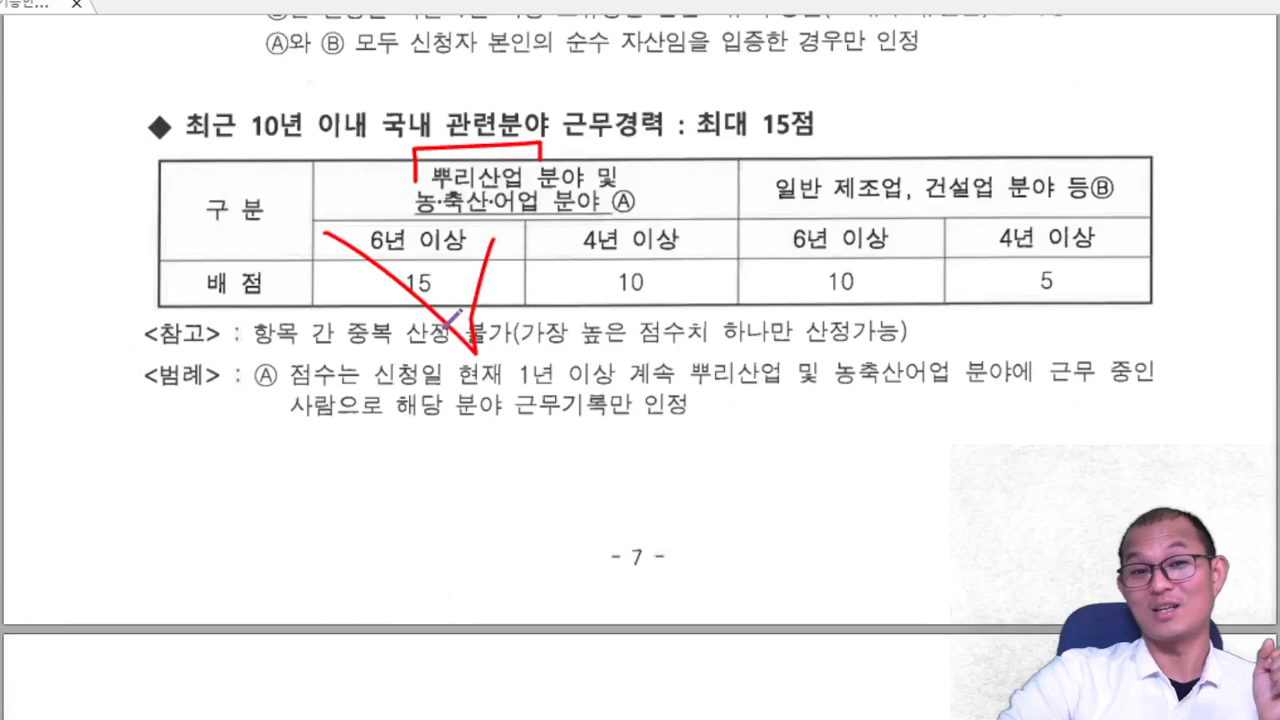 Ⓐ와 Ⓑ 모두 신청자 본인의 순수 자산임을 입증한 경우만 인정
◆ 최근 10년 이내 국내 관련분야 근무경력 : 최대 15점
구 분
뿌리산업 분야 및
농·축산·어업 분야 Ⓐ
일반 제조업, 건설업 분야 등Ⓑ
6년 이상
4년 이상
6년 이상
4년 이상
배 점
15
10
10
5
<참고> : 항목 간 중복 산정 불가(가장 높은 점수치 하나만 산정가능)
<범례> : Ⓐ 점수는 신청일 현재 1년 이상 계속 뿌리산업 및 농축산어업 분야에 근무 중인
사람으로 해당 분야 근무기록만 인정
- 7 -